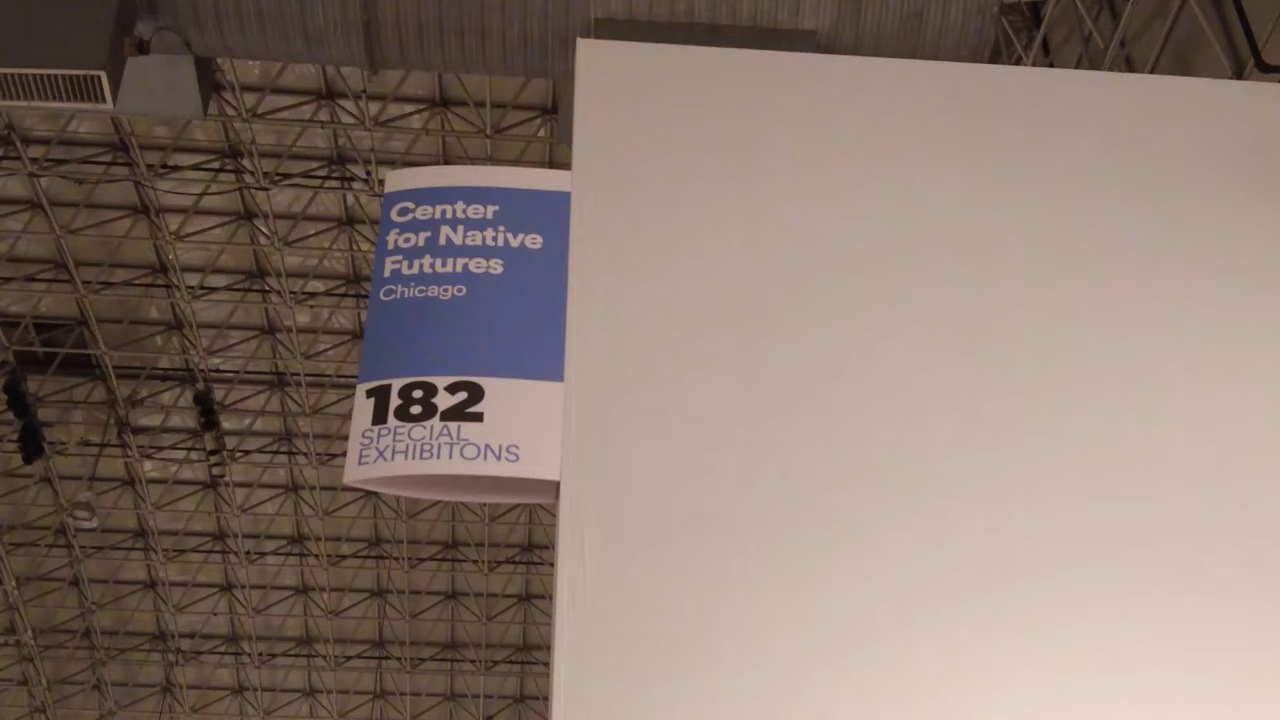 Center
for Native
Futures
Chicago
182
SPECIAL
EXHIBITONS